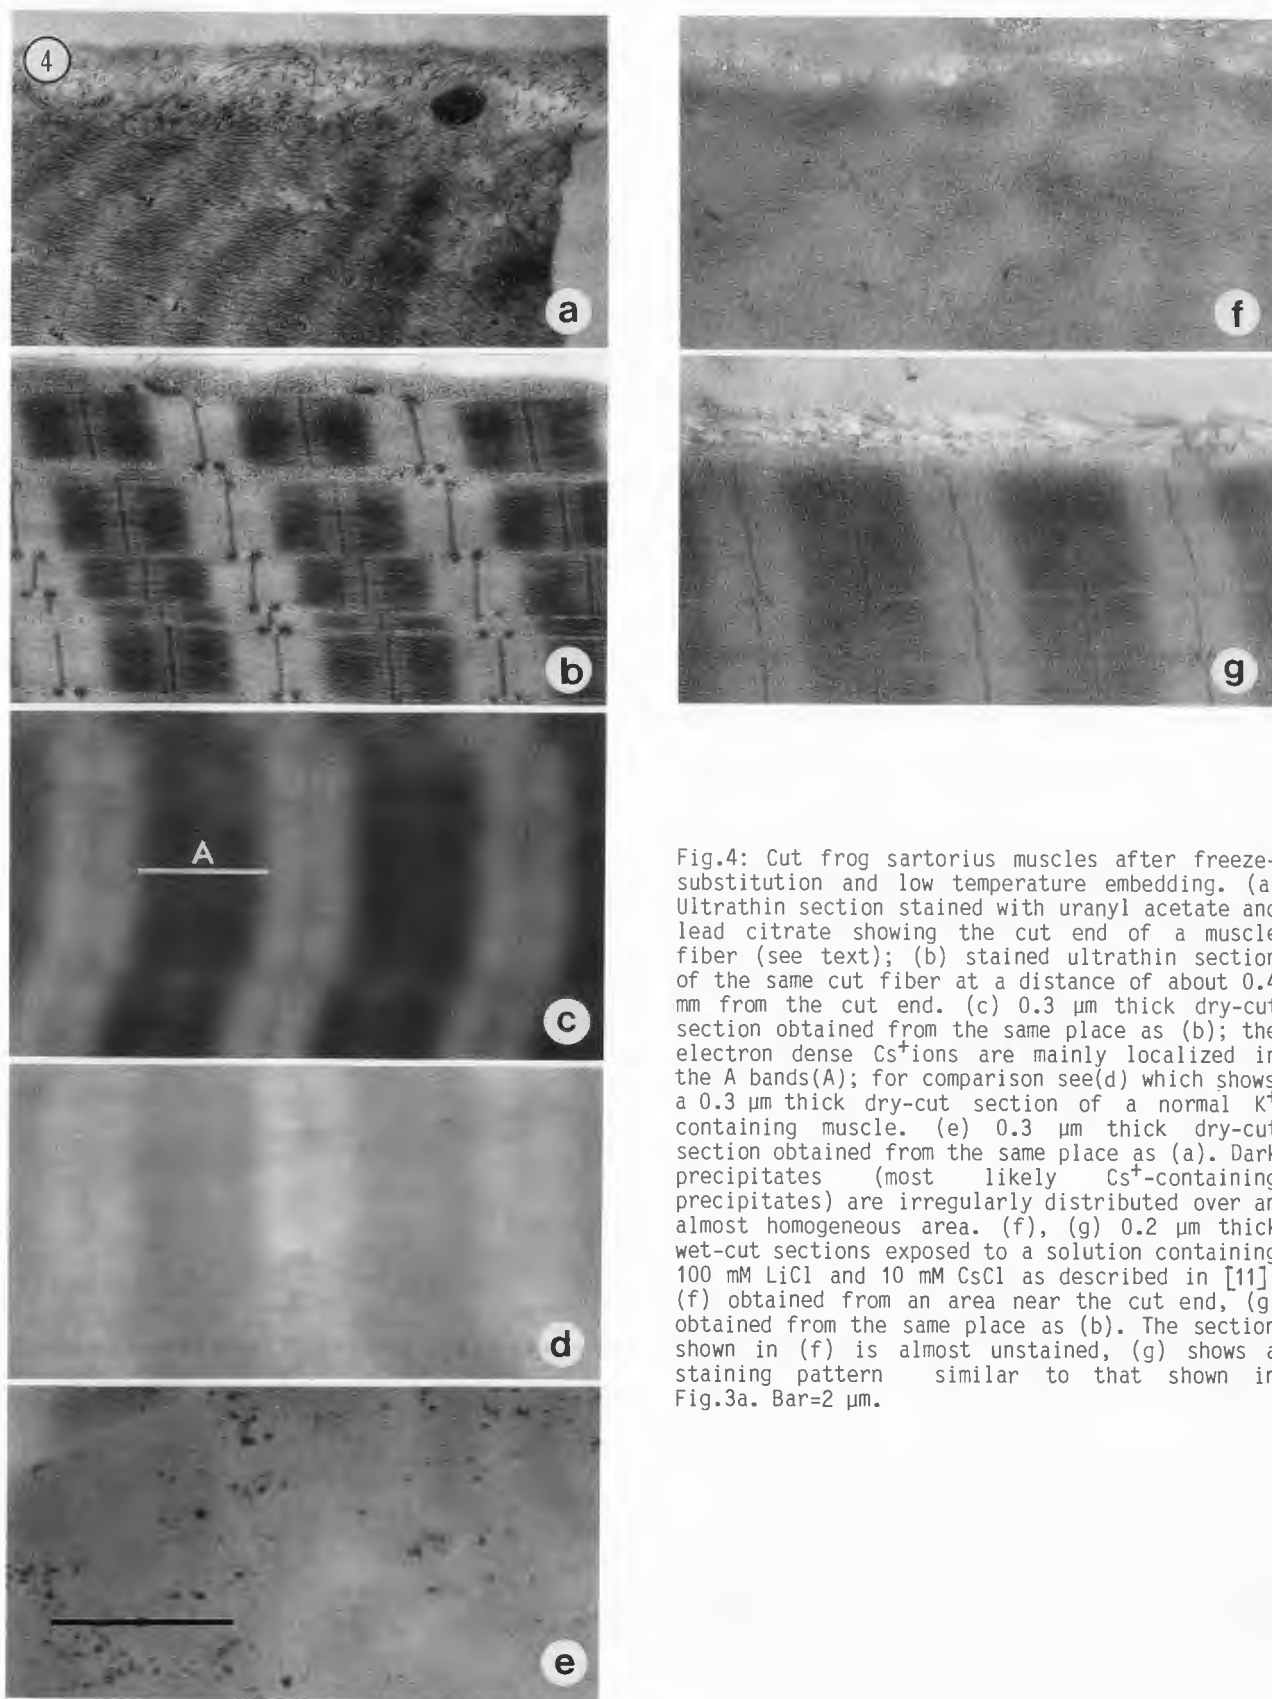 4
a
b
A
c
d
e
f
g
Fig.4: Cut frog sartorius muscles after freeze-
substitution and low temperature embedding. (a
Ultrathin section stained with uranyl acetate and
lead citrate showing the cut end of a muscle
fiber (see text); (b) stained ultrathin section
of the same cut fiber at a distance of about 0.4
mm from the cut end. (c) 0.3 µm thick dry-cut
section obtained from the same place as (b); the
electron dense Cs⁺ions are mainly localized in
the A bands(A); for comparison see(d) which shows
a 0.3 µm thick dry-cut section of a normal K⁺
containing muscle. (e) 0.3 µm thick dry-cut
section obtained from the same place as (a). Dark
precipitates (most likely Cs⁺-containing
precipitates) are irregularly distributed over an
almost homogeneous area. (f), (g) 0.2 µm thick
wet-cut sections exposed to a solution containing
100 mM LiCl and 10 mM CsCl as described in [11]
(f) obtained from an area near the cut end, (g
obtained from the same place as (b). The section
shown in (f) is almost unstained, (g) shows a
staining pattern similar to that shown in
Fig.3a. Bar=2 µm.